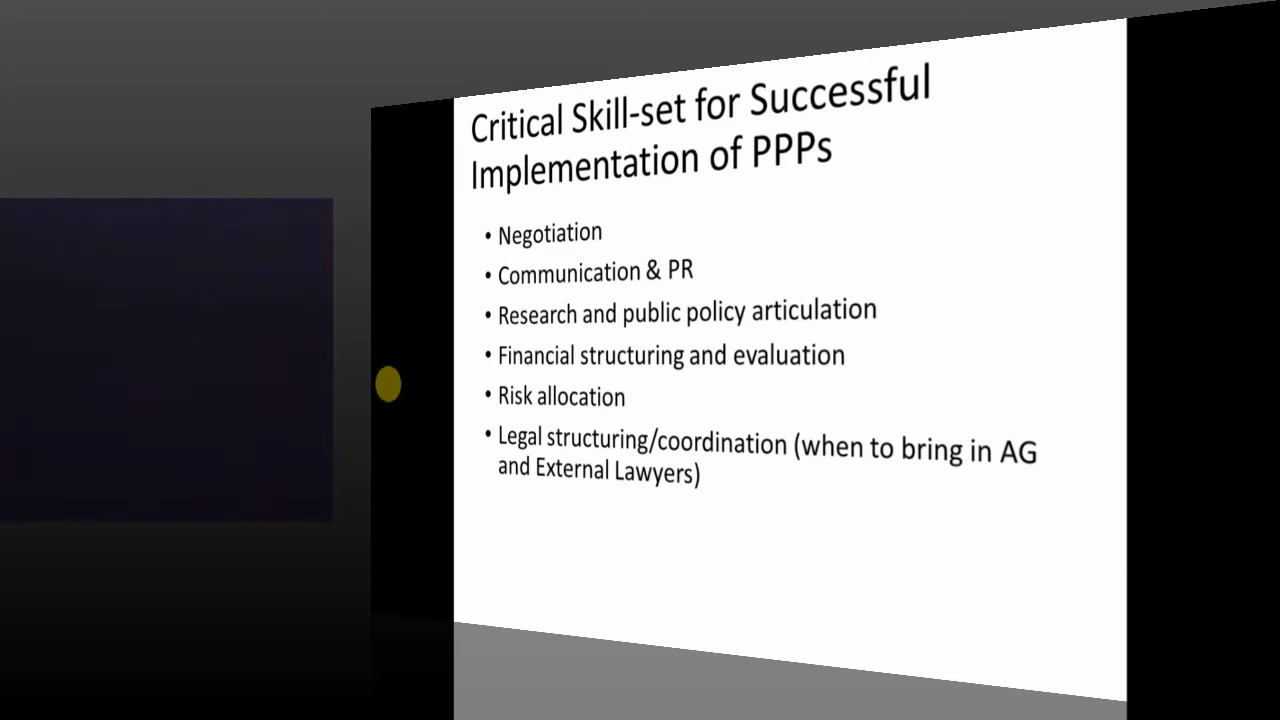 Critical Skill-set for Successful
Implementation of PPPs
• Negotiation
• Communication & PR
• Research and public policy articulation
• Financial structuring and evaluation
• Risk allocation
• Legal structuring/coordination (when to bring in AG
and External Lawyers)